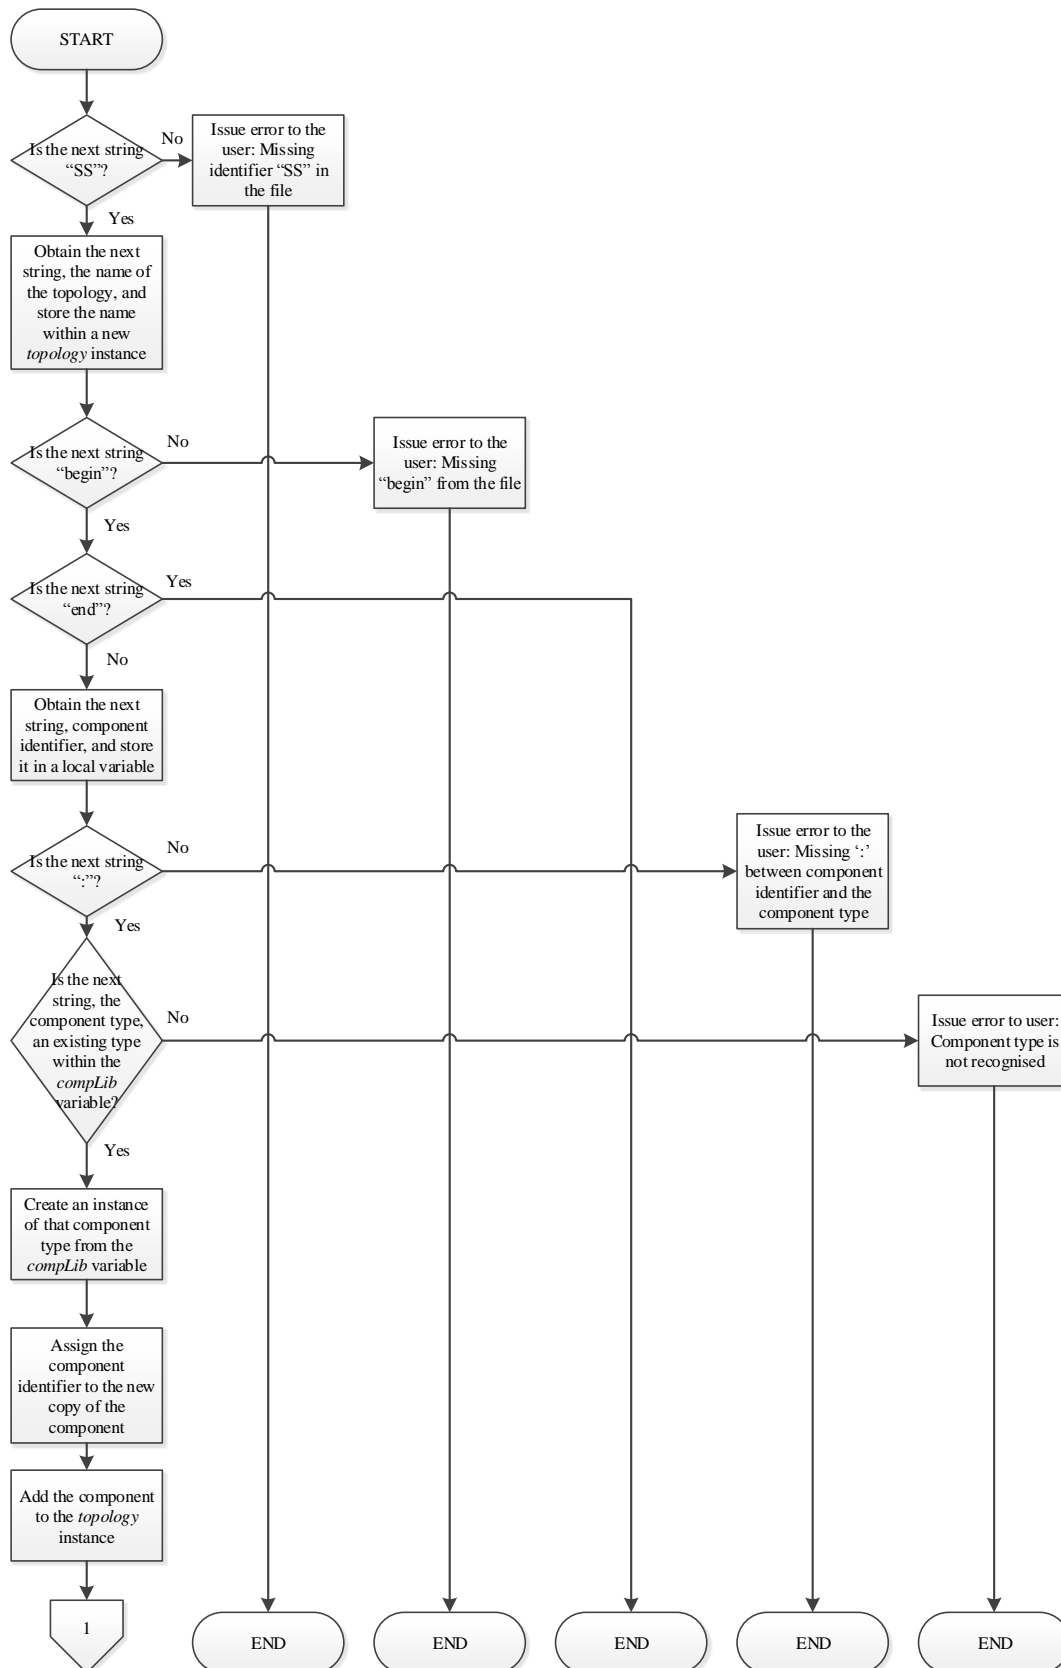 START
Is the next string
“SS”?
No
Issue error to the
user: Missing
identifier “SS” in
the file
Yes
Obtain the next
string, the name of
the topology, and
store the name
within a new
topology instance
Is the next string
“begin”?
No
Issue error to the
user: Missing
“begin” from the file
Yes
Is the next string
“end”?
Yes
No
Obtain the next
string, component
identifier, and store
it in a local variable
Is the next string
“:”?
No
Issue error to the
user: Missing ‘:’
between component
identifier and the
component type
Yes
Is the next
string, the
component type,
an existing type
within the
compLib
variable?
No
Issue error to user:
Component type is
not recognised
Yes
Create an instance
of that component
type from the
compLib variable
Assign the
component
identifier to the new
copy of the
component
Add the component
to the topology
instance
1
END
END
END
END
END